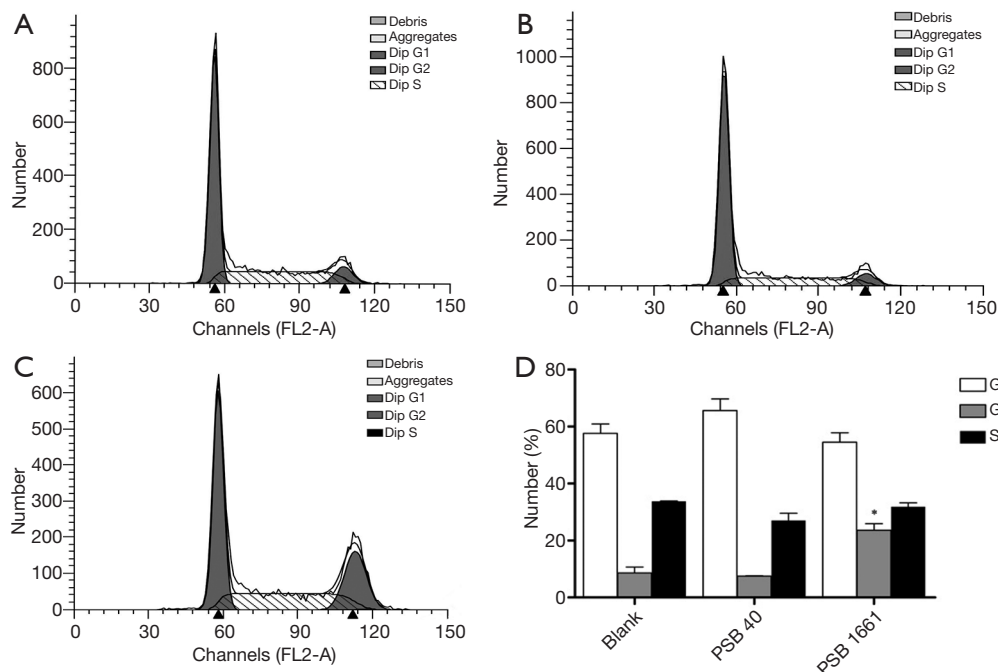 A
Debris
Aggregates
Dip G1
Dip G2
Dip S
Number
800
600
400
200
0
0 30 60 90 120 150
Channels (FL2-A)
B
Debris
Aggregates
Dip G1
Dip G2
Dip S
Number
1000
800
600
400
200
0
0 30 60 90 120 150
Channels (FL2-A)
C
Debris
Aggregates
Dip G1
Dip G2
Dip S
Number
600
500
400
300
200
100
0
0 30 60 90 120 150
Channels (FL2-A)
D
G
G
S
Number (%)
80
60
40
20
0
*
Blank
PSB 40
PSB 1661